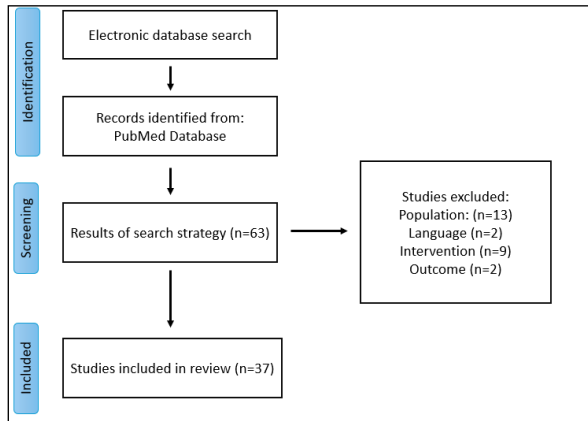 Identification
Electronic database search
Records identified from:
PubMed Database
Screening
Results of search strategy (n=63)
Studies excluded:
Population: (n=13)
Language (n=2)
Intervention (n=9)
Outcome (n=2)
Included
Studies included in review (n=37)